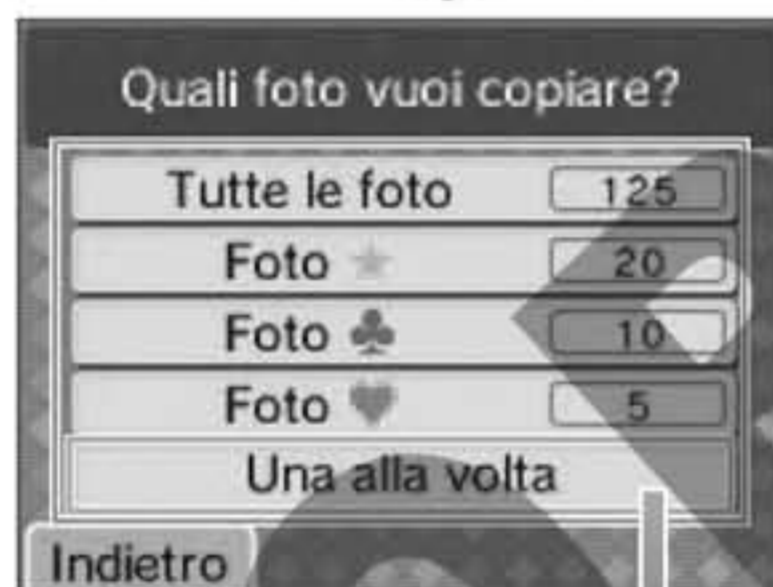 Quali foto vuoi copiare?
Tutte le foto 125
Foto ★ 20
Foto ♣ 10
Foto ♥ 5
Una alla volta
Indietro